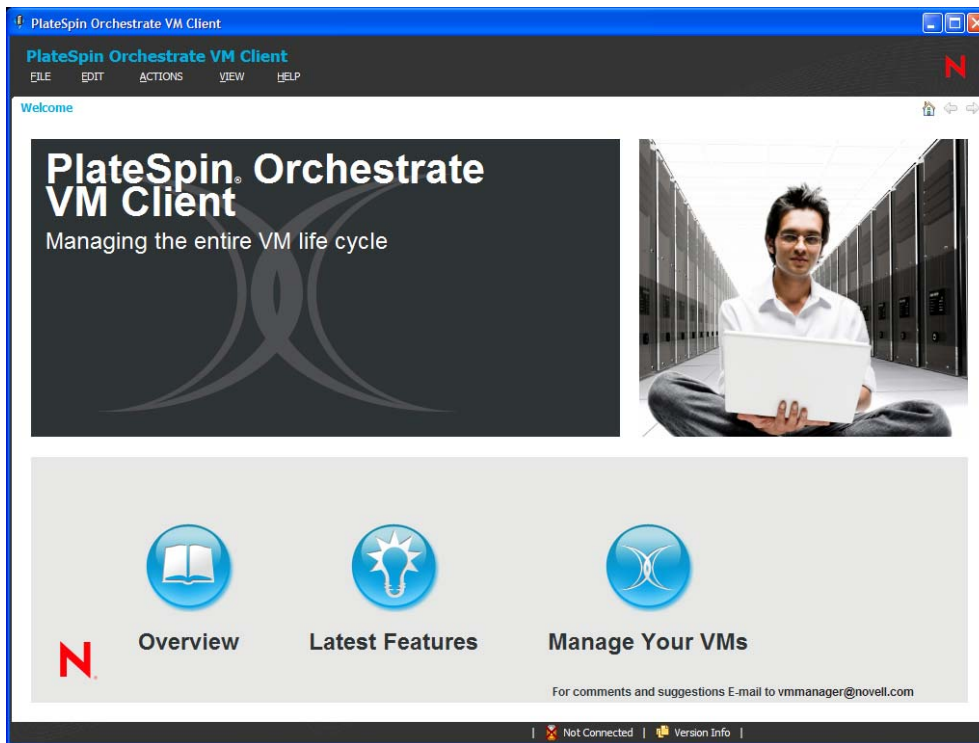 PlateSpin Orchestrate VM Client
PlateSpin Orchestrate VM Client
FILE EDIT ACTIONS VIEW HELP
N
Welcome
PlateSpin® Orchestrate
VM Client
Managing the entire VM life cycle
Overview Latest Features Manage Your VMs
N
For comments and suggestions E-mail to vmmanager@novell.com
| Not Connected | Version Info |